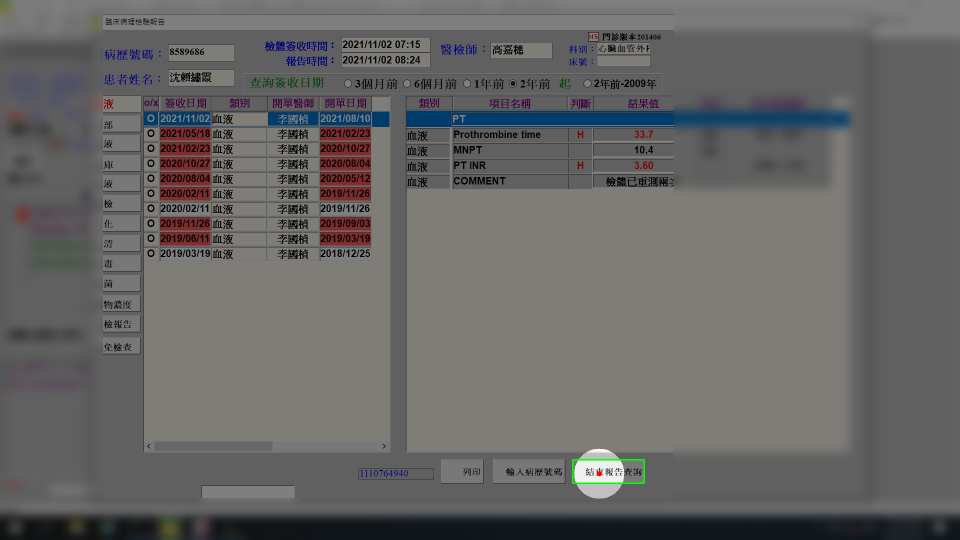 臨床病理檢驗報告
HS 門診版本201406
病歷號碼： 8589686 檢體簽收時間： 2021/11/02 07:15 醫檢師： 高嘉穗 科別： 心臟血管外科
報告時間： 2021/11/02 08:24 床號：
患者姓名： 沈賴繡霞 查詢簽收日期 3個月前 6個月前 1年前 2年前 起 2年前-2009年
液 o/x 簽收日期 類別 開單醫師 開單日期 類別 項目名稱 判斷 結果值
O 2021/11/02 血液 李國楨 2021/08/10 PT
部 O 2021/05/18 血液 李國楨 2021/02/23 血液 Prothrombine time H 33.7
液 O 2021/02/23 血液 李國楨 2020/10/27 血液 MNPT 10.4
庫 O 2020/10/27 血液 李國楨 2020/08/04 血液 PT INR H 3.60
液 O 2020/08/04 血液 李國楨 2020/05/12 血液 COMMENT 檢體已重測兩次
O 2020/02/11 血液 李國楨 2019/11/26
檢 O 2020/02/11 血液 李國楨 2019/11/26
化 O 2019/11/26 血液 李國楨 2019/09/03
清 O 2019/06/11 血液 李國楨 2019/03/19
毒 O 2019/03/19 血液 李國楨 2018/12/25
菌
物濃度
檢報告
免檢查
1110764940 列印 輸入病歷號碼 結束報告查詢